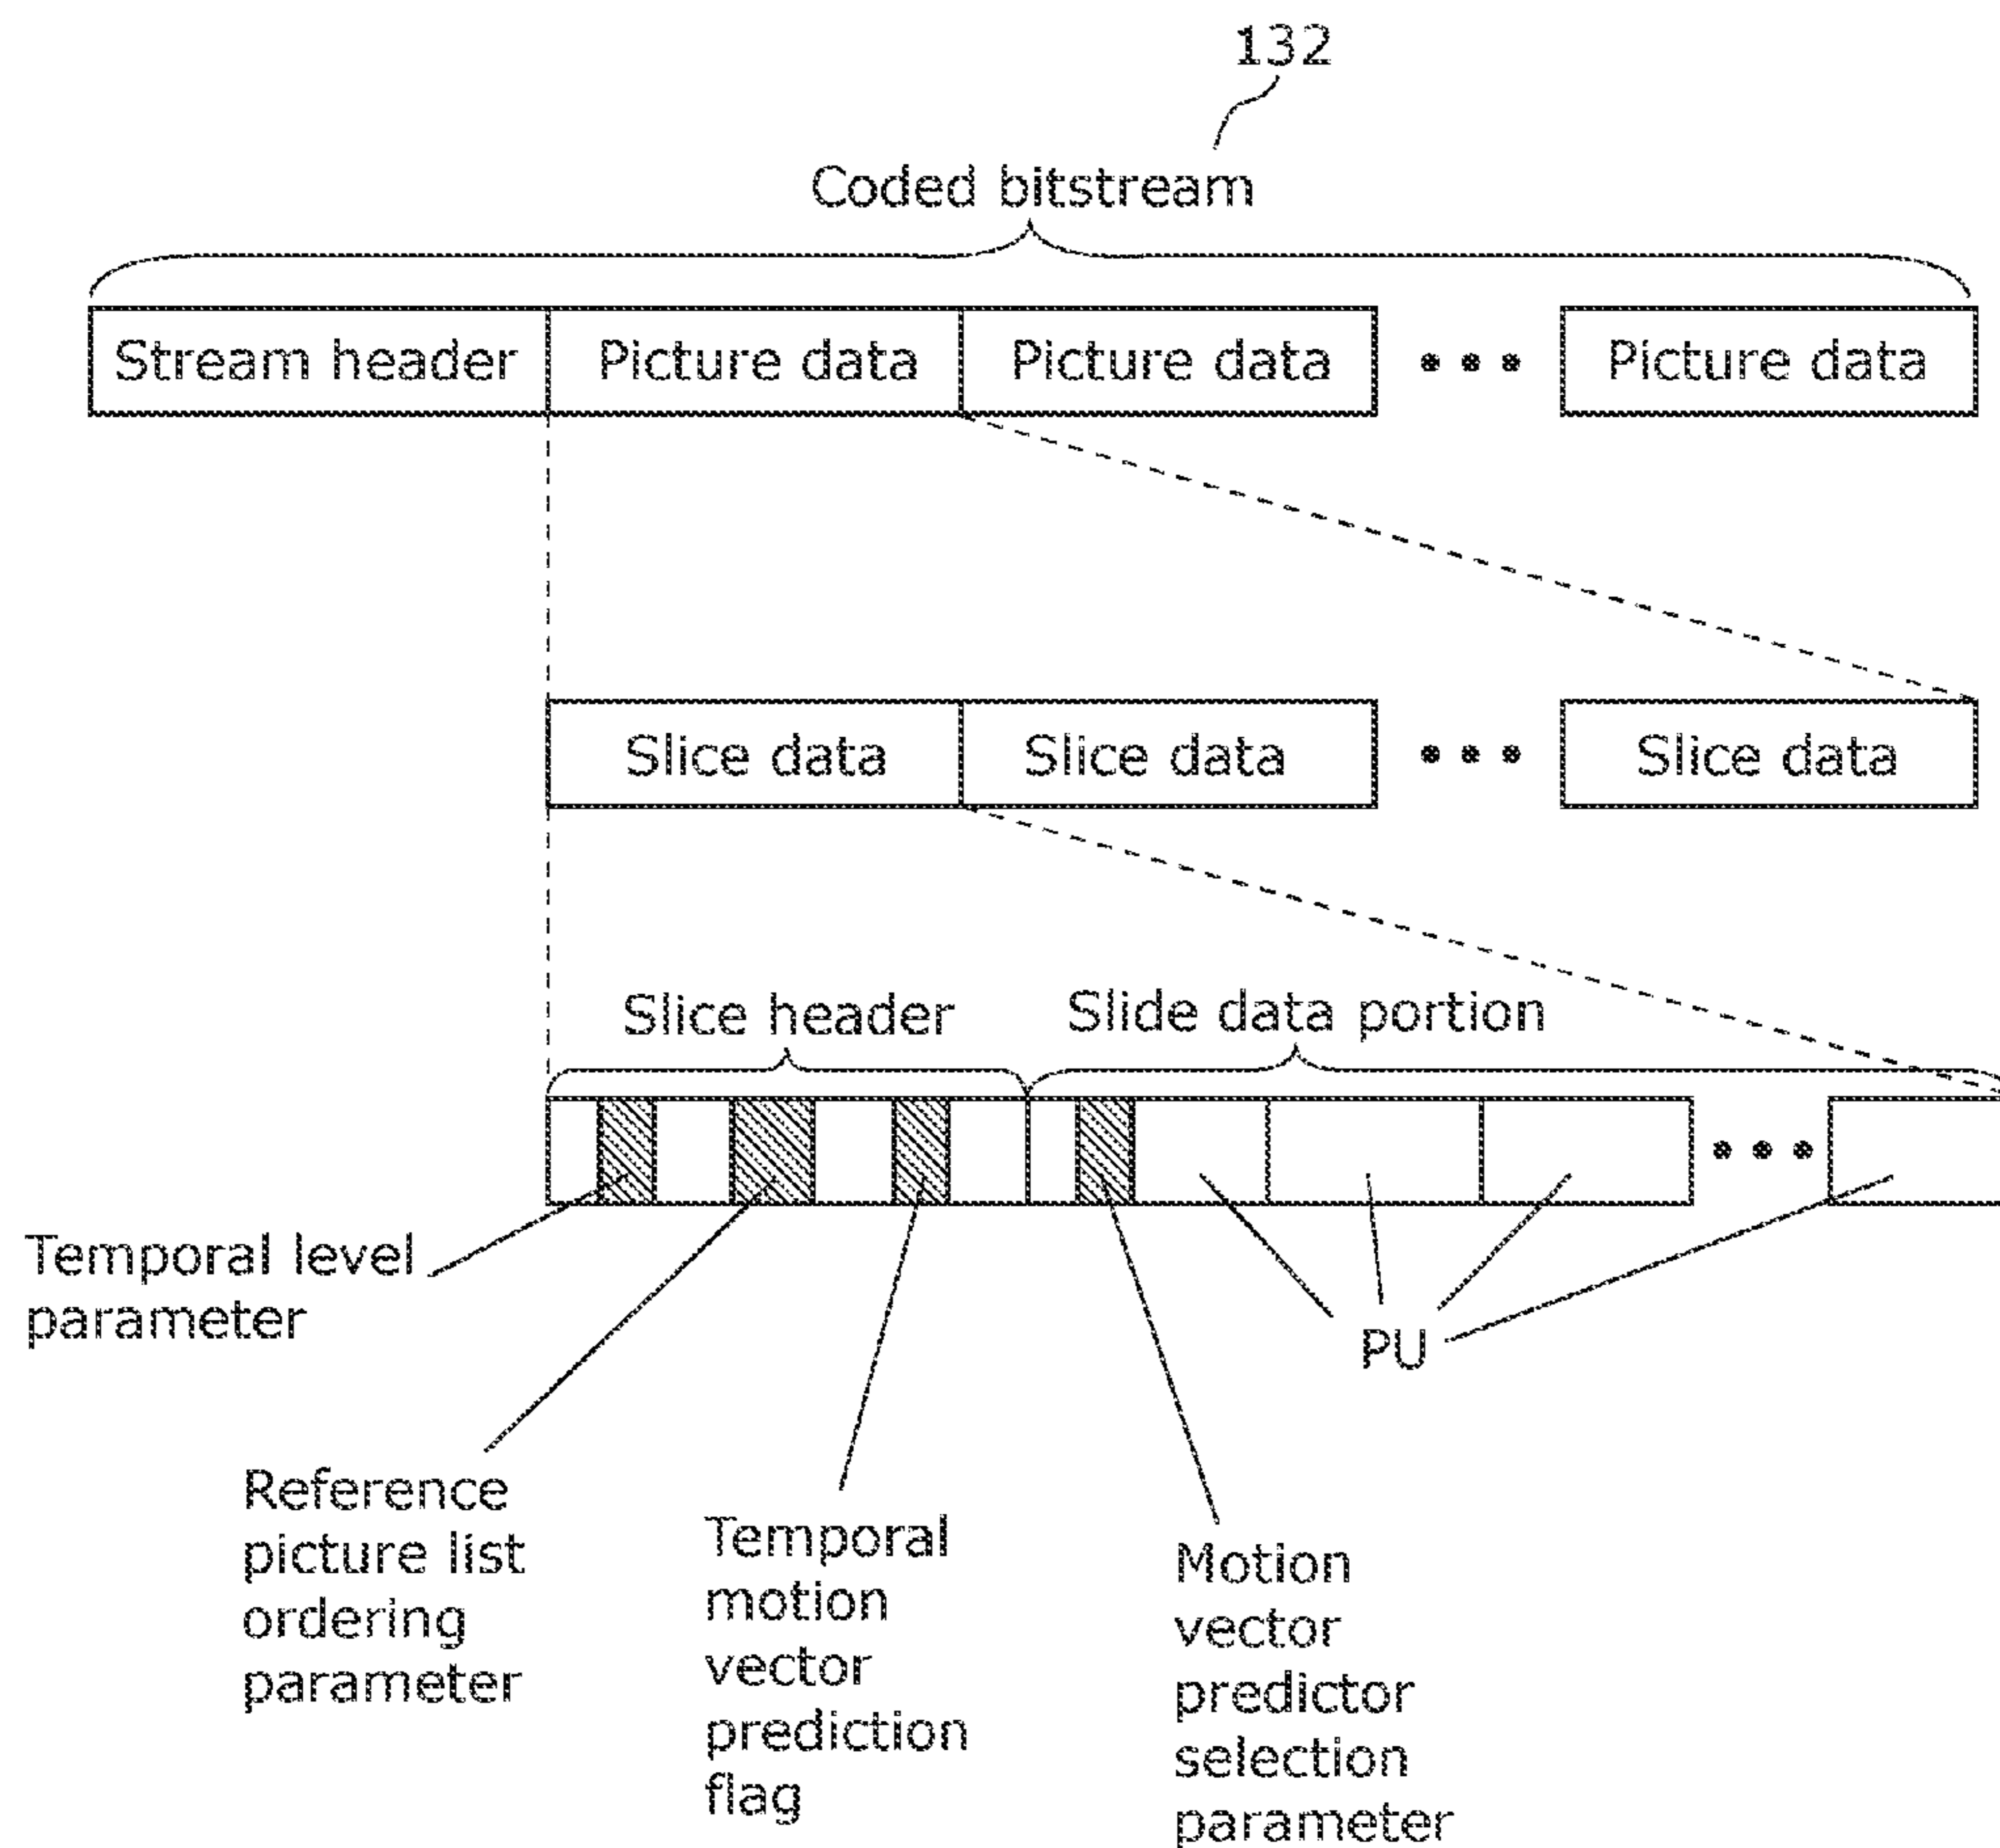 132
Coded bitstream
Stream header Picture data Picture data ••• Picture data
Slice data Slice data ••• Slice data
Slice header Slide data portion
•••
Temporal level
parameter
PU
Reference
picture list
ordering
parameter
Temporal
motion
vector
prediction
flag
Motion
vector
predictor
selection
parameter